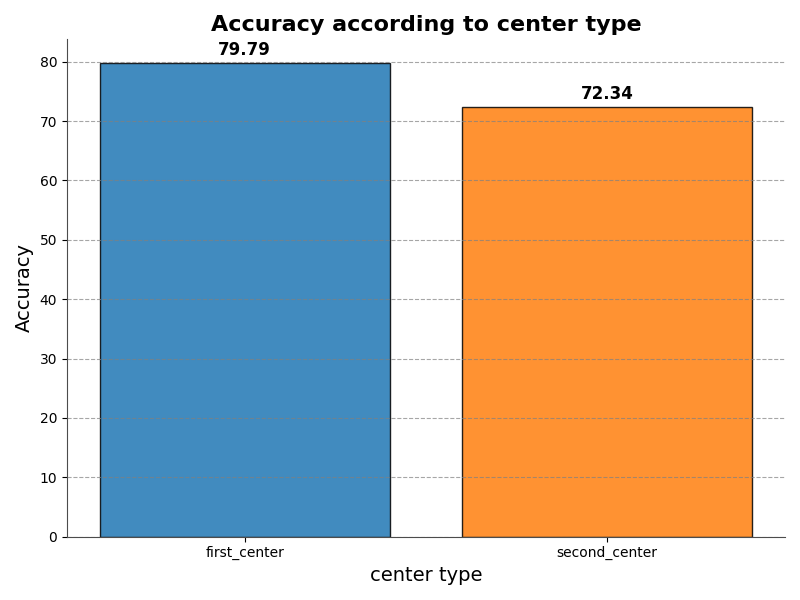 Accuracy according to center type
79.79
72.34
80
70
60
50
40
30
20
10
0
Accuracy
first_center
second_center
center type